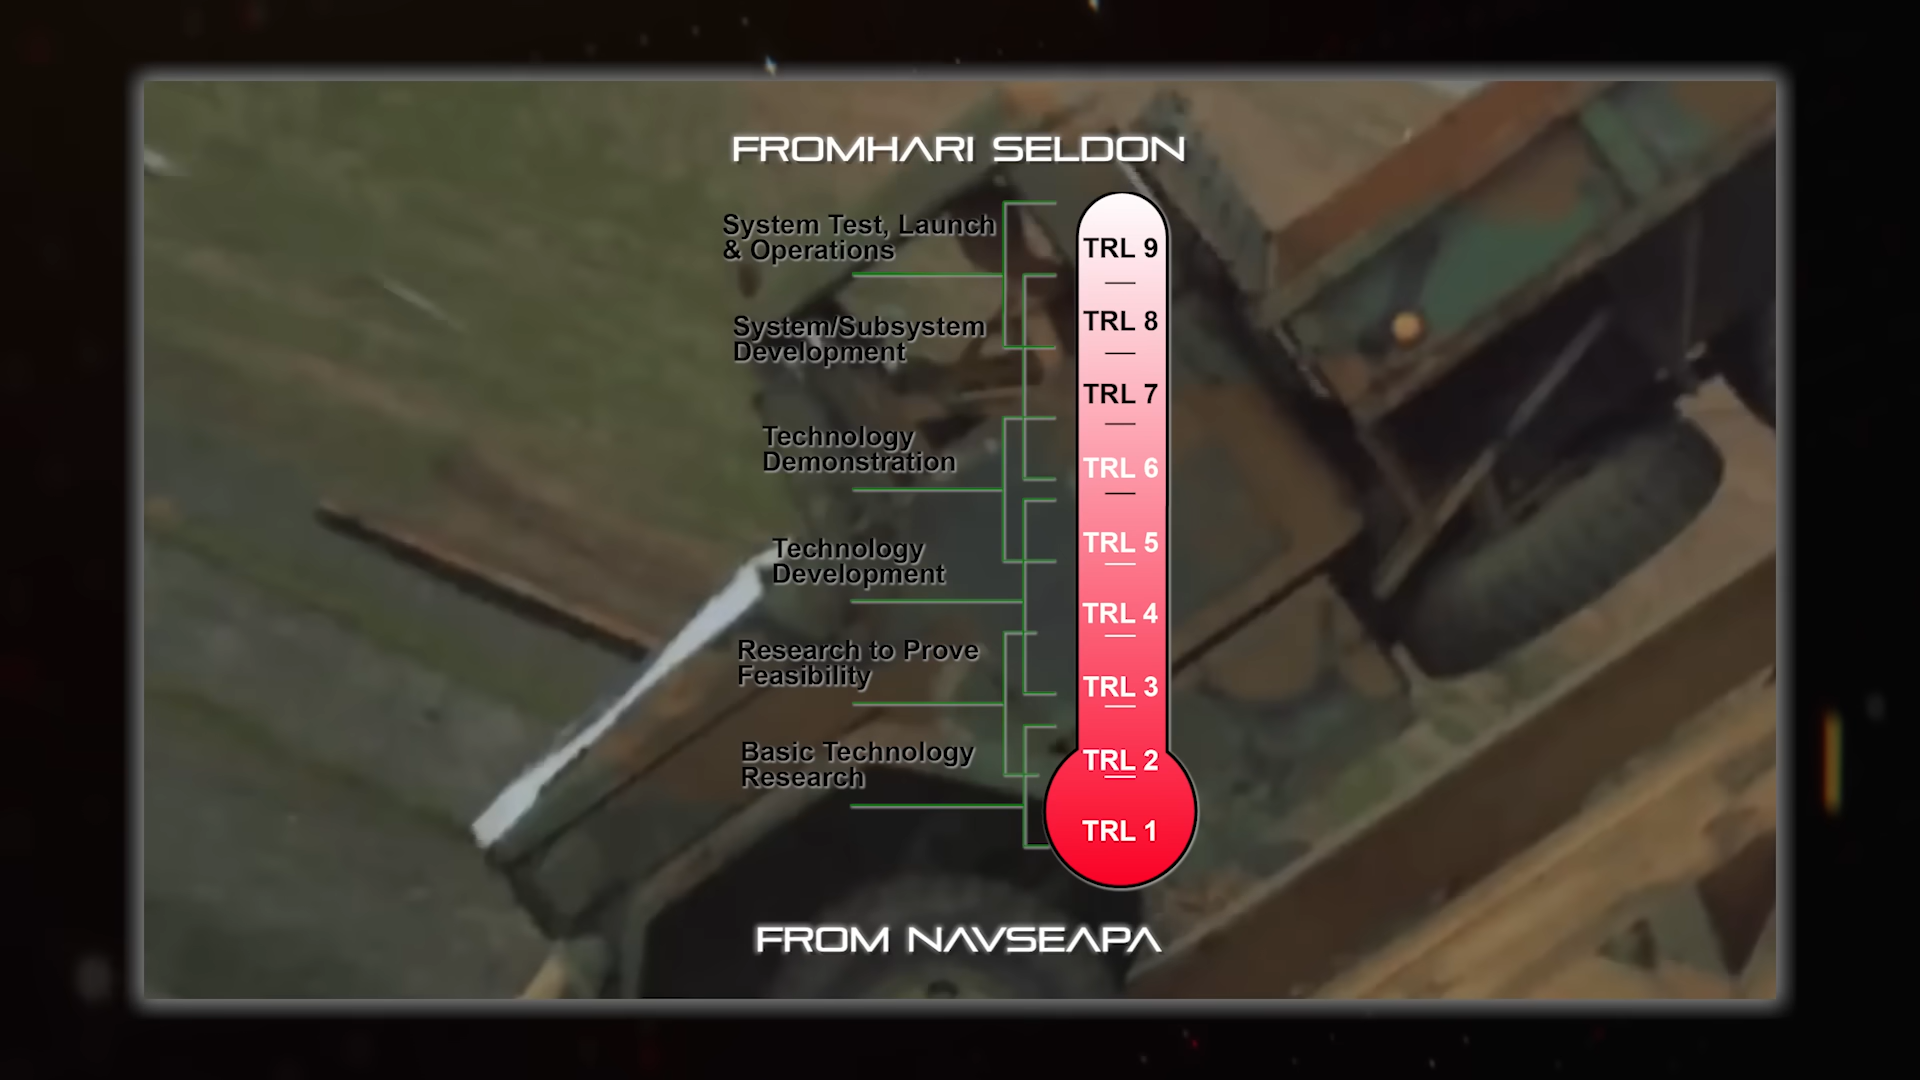 FROMHARI SELDON
System Test, Launch
& Operations
System/Subsystem
Development
Technology
Demonstration
Technology
Development
Research to Prove
Feasibility
Basic Technology
Research
TRL 9
TRL 8
TRL 7
TRL 6
TRL 5
TRL 4
TRL 3
TRL 2
TRL 1
FROM NAVSEAPA